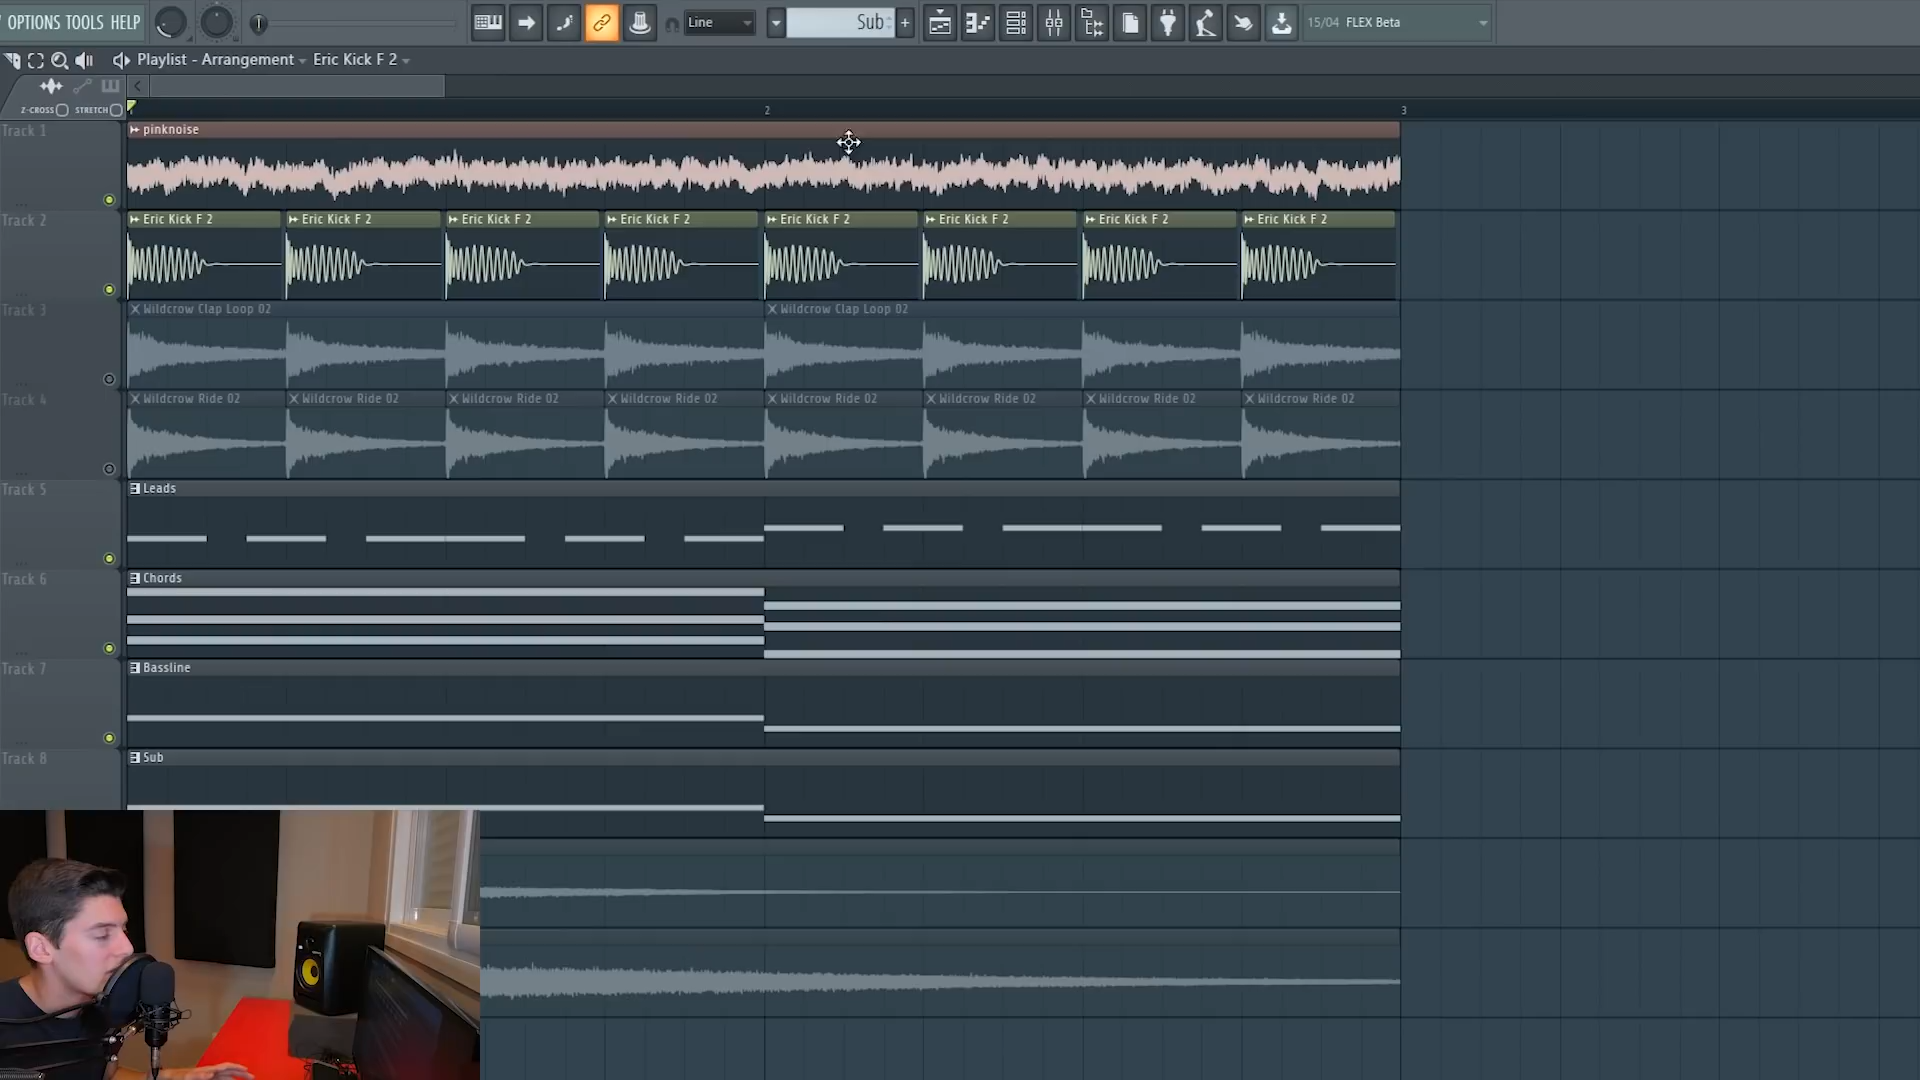 OPTIONS TOOLS HELP
Line
Sub
+
15/04 FLEX Beta
Playlist - Arrangement
Eric Kick F 2
Z-CROSS
STRETCH
1
2
3
Track 1
pinknoise
Track 2
Eric Kick F 2
Eric Kick F 2
Eric Kick F 2
Eric Kick F 2
Eric Kick F 2
Eric Kick F 2
Eric Kick F 2
Eric Kick F 2
Track 3
Wildcrow Clap Loop 02
Wildcrow Clap Loop 02
Track 4
Wildcrow Ride 02
Wildcrow Ride 02
Wildcrow Ride 02
Wildcrow Ride 02
Wildcrow Ride 02
Wildcrow Ride 02
Wildcrow Ride 02
Wildcrow Ride 02
Track 5
Leads
Track 6
Chords
Track 7
Bassline
Track 8
Sub